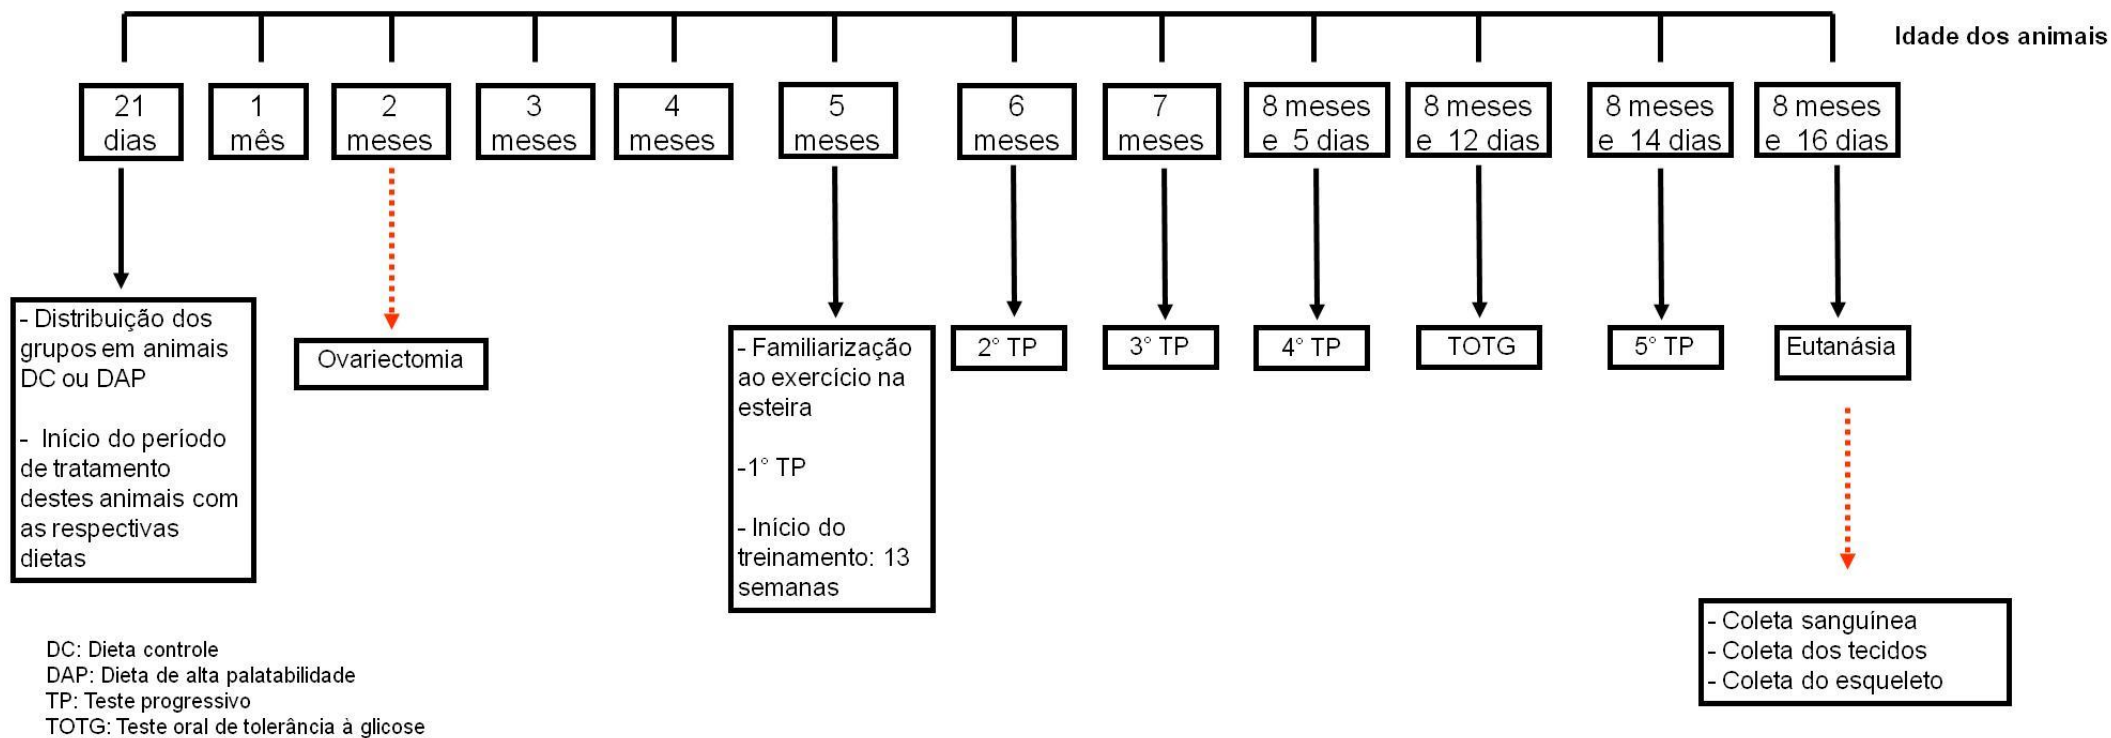 Idade dos animais
21
dias
1
mês
2
meses
3
meses
4
meses
5
meses
6
meses
7
meses
8 meses
e 5 dias
8 meses
e 12 dias
8 meses
e 14 dias
8 meses
e 16 dias
- Distribuição dos
grupos em animais
DC ou DAP
- Início do período
de tratamento
destes animais com
as respectivas
dietas
Ovariectomia
- Familiarização
ao exercício na
esteira
-1° TP
- Início do
treinamento: 13
semanas
2° TP
3° TP
4° TP
TOTG
5° TP
Eutanásia
- Coleta sanguínea
- Coleta dos tecidos
- Coleta do esqueleto
DC: Dieta controle
DAP: Dieta de alta palatabilidade
TP: Teste progressivo
TOTG: Teste oral de tolerância à glicose